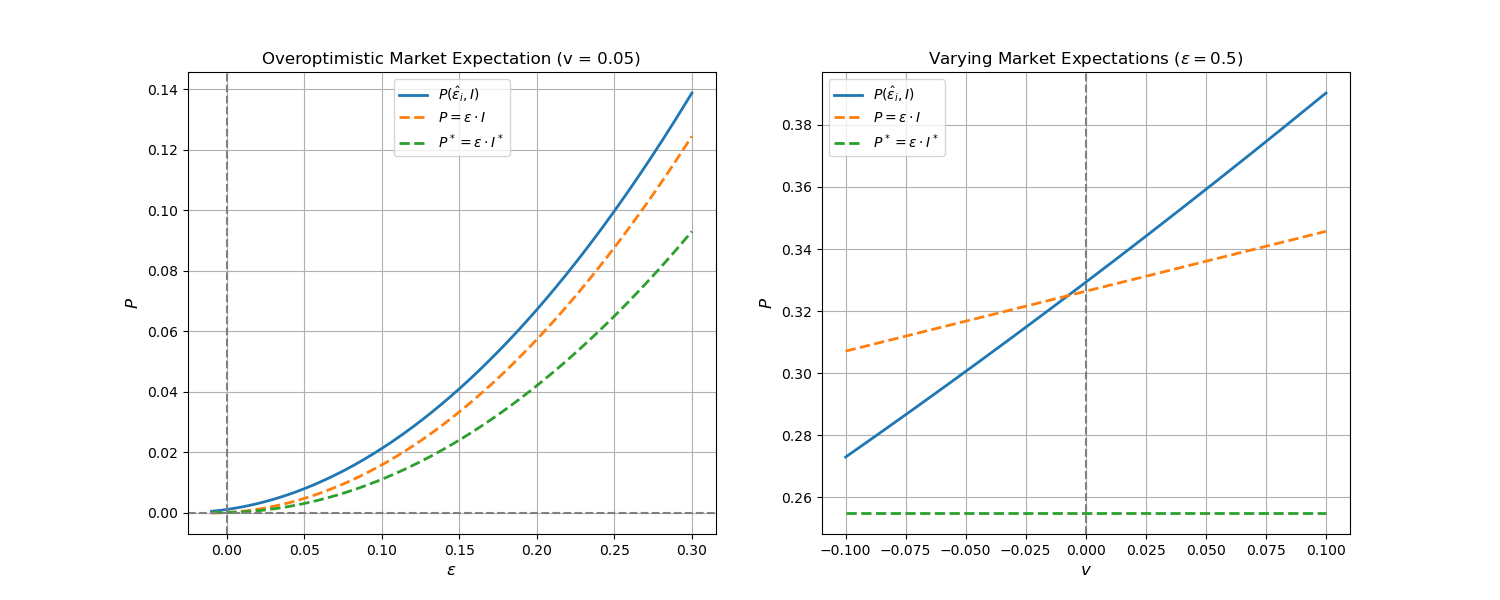 Overoptimistic Market Expectation (v = 0.05)
P(ε̂ᵢ, I)
P = ε · I
P* = ε · I*
0.14
0.12
0.10
0.08
0.06
0.04
0.02
0.00
P
0.00 0.05 0.10 0.15 0.20 0.25 0.30
ε
Varying Market Expectations (ε = 0.5)
P(ε̂ᵢ, I)
P = ε · I
P* = ε · I*
0.38
0.36
0.34
0.32
0.30
0.28
0.26
P
−0.100 −0.075 −0.050 −0.025 0.000 0.025 0.050 0.075 0.100
v